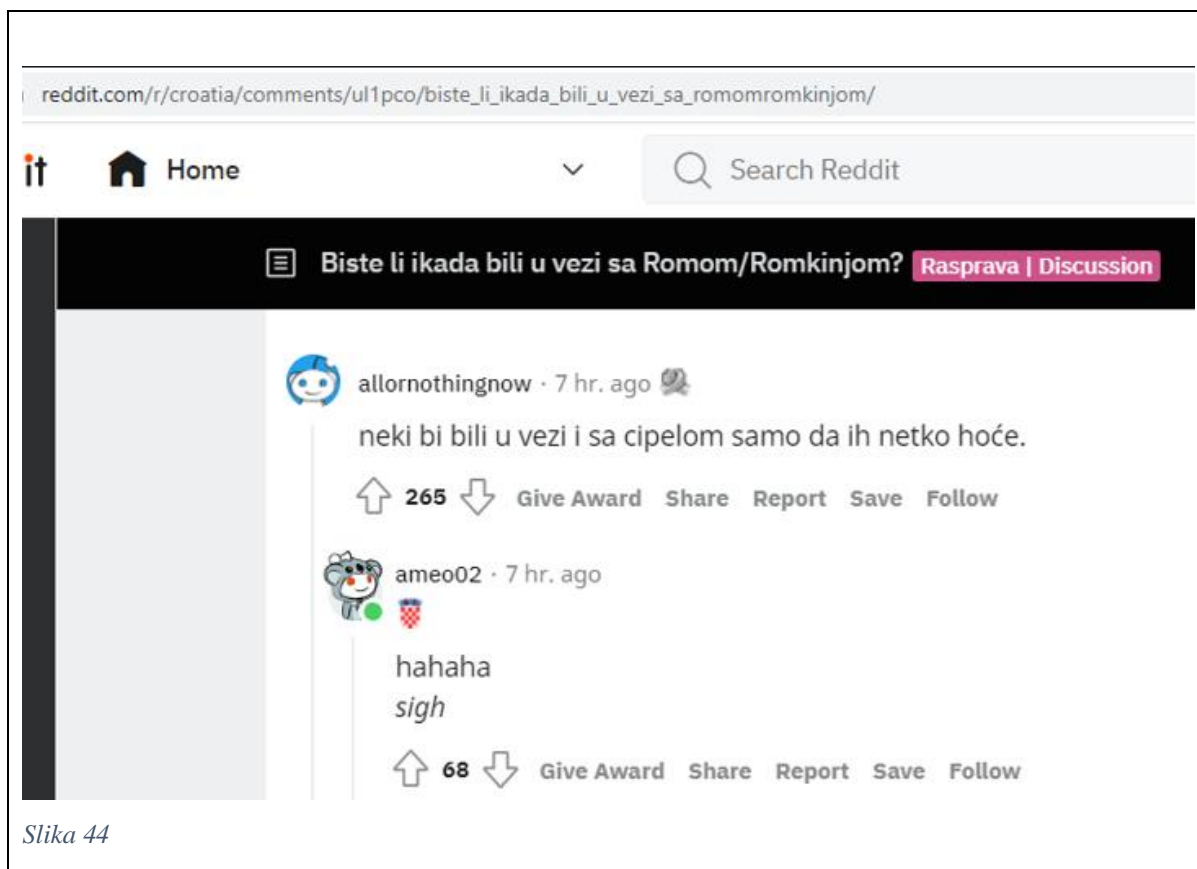 reddit.com/r/croatia/comments/ul1pco/biste_li_ikada_bili_u_vezi_sa_romomromkinjom/
it Home Search Reddit
Biste li ikada bili u vezi sa Romom/Romkinjom? Rasprava | Discussion
allornothingnow · 7 hr. ago
neki bi bili u vezi i sa cipelom samo da ih netko hoće.
265 Give Award Share Report Save Follow
ameo02 · 7 hr. ago
hahaha
sigh
68 Give Award Share Report Save Follow
Slika 44